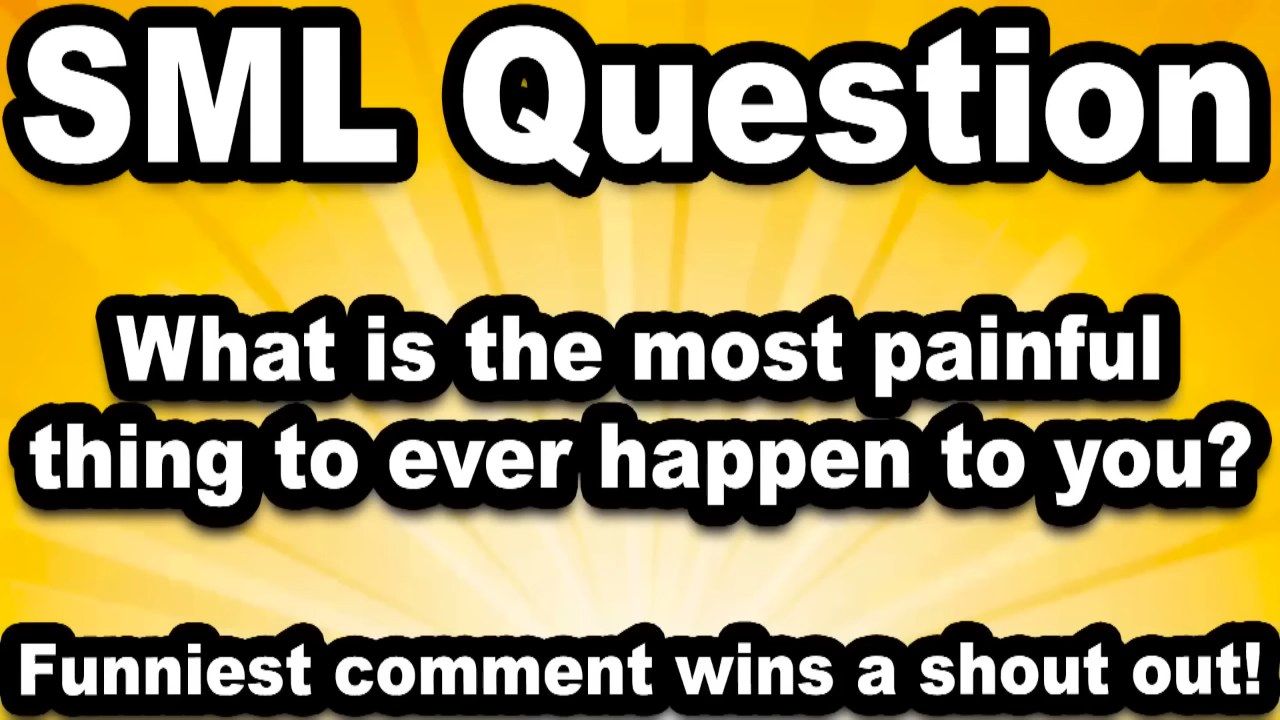 SML Question
What is the most painful
thing to ever happen to you?
Funniest comment wins a shout out!